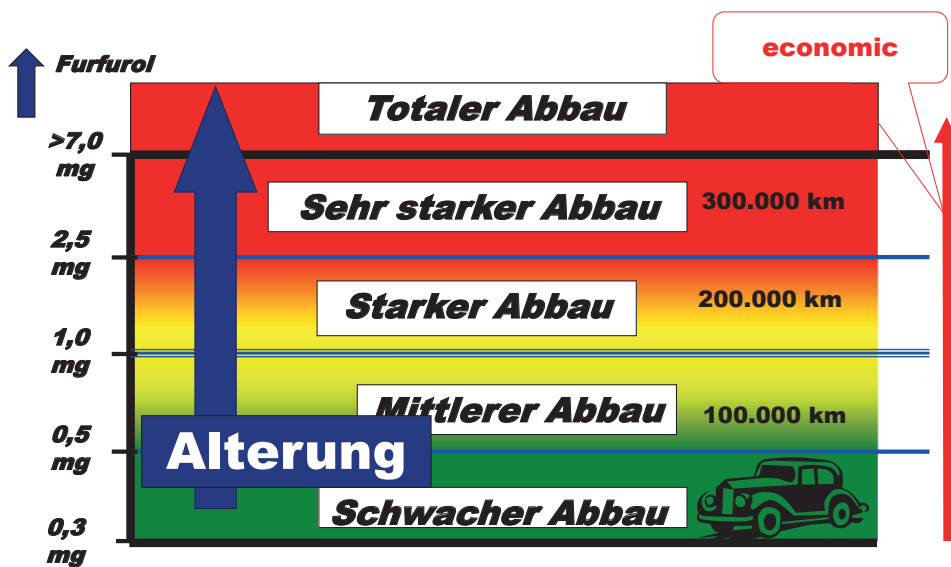 economic
Furfurol
Totaler Abbau
>7,0
mg
Sehr starker Abbau
300.000 km
2,5
mg
Starker Abbau
200.000 km
1,0
mg
Mittlerer Abbau
100.000 km
0,5
mg
Alterung
Schwacher Abbau
0,3
mg